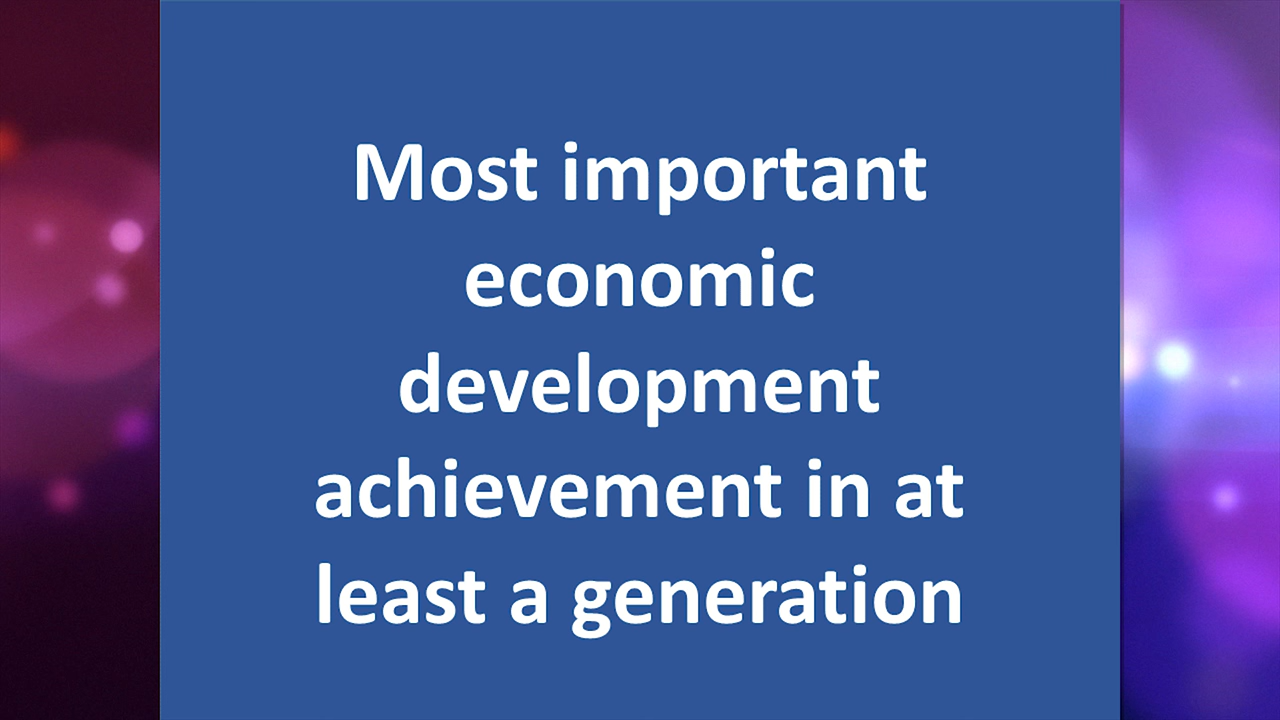 Most important
economic
development
achievement in at
least a generation